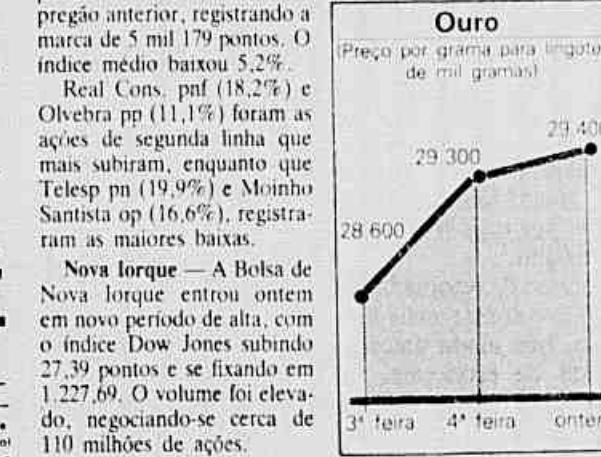 pregão anterior, registrando a
marca de 5 mil 179 pontos. O
índice médio baixou 5,2%.
Real Cons. pnf (18,2%) e
Olvebra pp (11,1%) foram as
ações de segunda linha que
mais subiram, enquanto que
Telesp pn (19,9%) e Moinho
Santista op (16,6%), registra-
ram as maiores baixas.
Nova Iorque — A Bolsa de
Nova Iorque entrou ontem
em novo período de alta, com
o índice Dow Jones subindo
27,39 pontos e se fixando em
1.227,69. O volume foi eleva-
do, negociando-se cerca de
110 milhões de ações.
Ouro
(Preço por grama para lingotes
de mil gramas)
29 400
29 300
28 600
3ª feira 4ª feira ontem